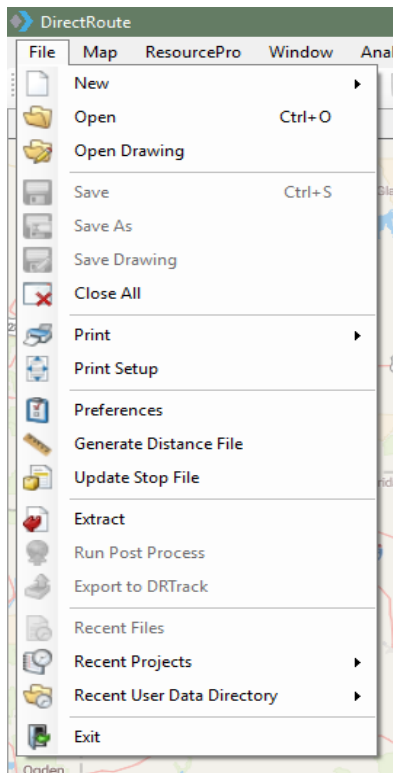 DirectRoute
File Map ResourcePro Window
New
Open Ctrl+O
Open Drawing
Save Ctrl+S
Save As
Save Drawing
Close All
Print
Print Setup
Preferences
Generate Distance File
Update Stop File
Extract
Run Post Process
Export to DRTrack
Recent Files
Recent Projects
Recent User Data Directory
Exit
Ogden